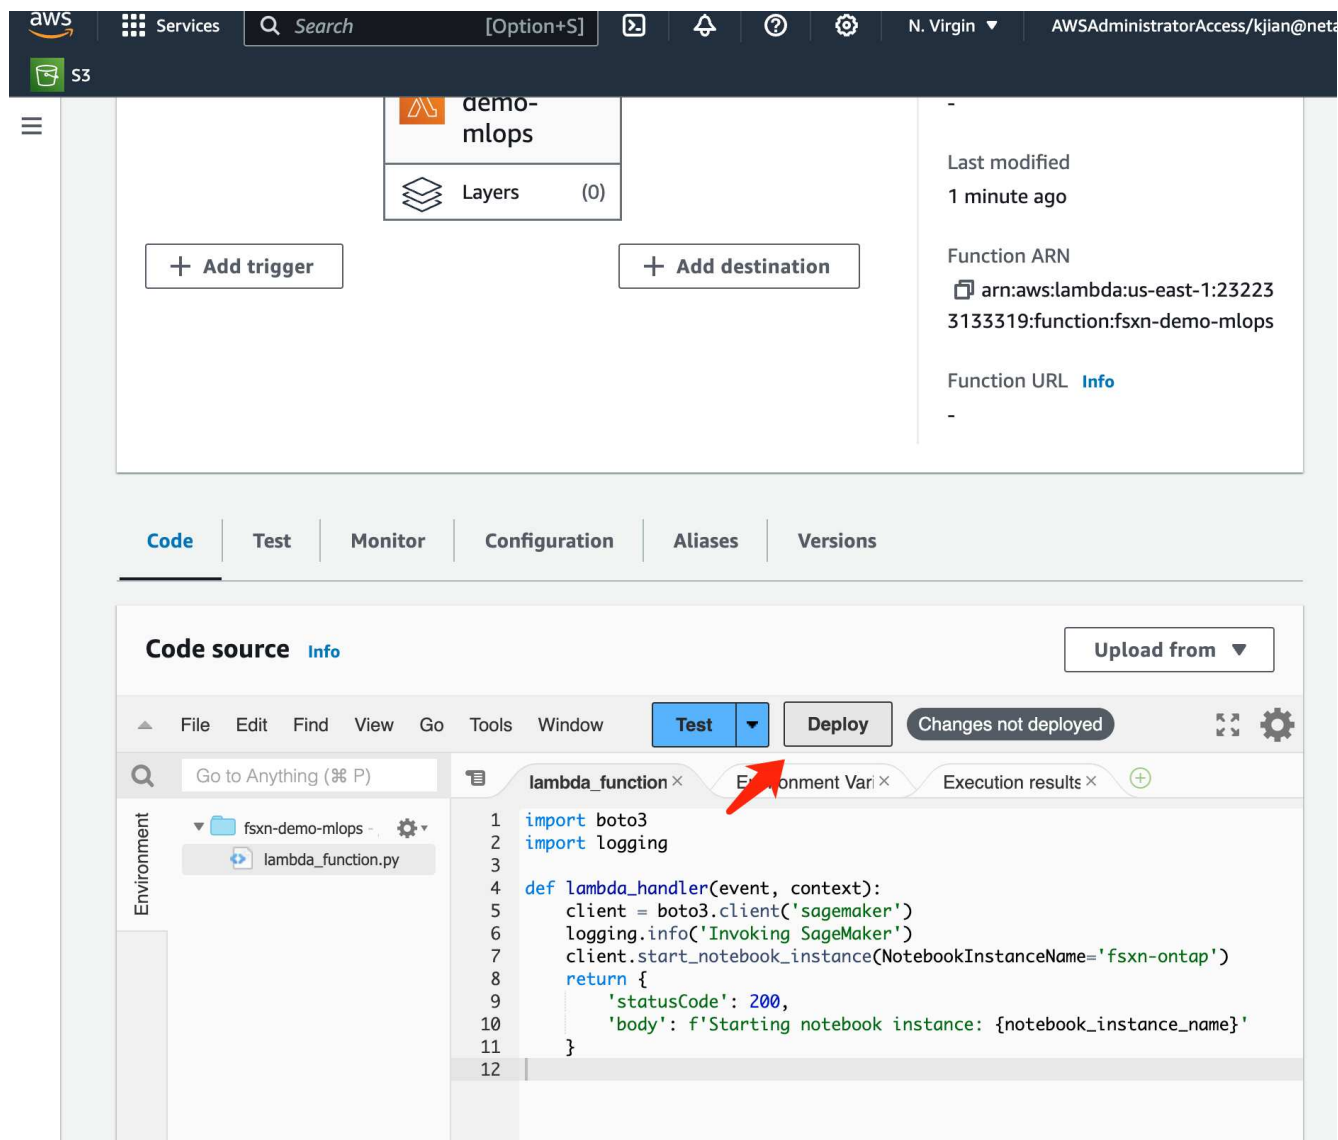 aws Services Search [Option+S] N. Virgin AWSAdministratorAccess/kjian@neta
S3
demo-
mlops
Layers (0)
+ Add trigger
+ Add destination
-
Last modified
1 minute ago
Function ARN
arn:aws:lambda:us-east-1:23223
3133319:function:fsxn-demo-mlops
Function URL Info
-
Code Test Monitor Configuration Aliases Versions
Code source Info Upload from
File Edit Find View Go Tools Window Test Deploy Changes not deployed
Go to Anything (⌘ P) lambda_function × Environment Vari × Execution results ×
Environment
fsxn-demo-mlops -
lambda_function.py
1 import boto3
2 import logging
3
4 def lambda_handler(event, context):
5     client = boto3.client('sagemaker')
6     logging.info('Invoking SageMaker')
7     client.start_notebook_instance(NotebookInstanceName='fsxn-ontap')
8     return {
9         'statusCode': 200,
10         'body': f'Starting notebook instance: {notebook_instance_name}'
11     }
12